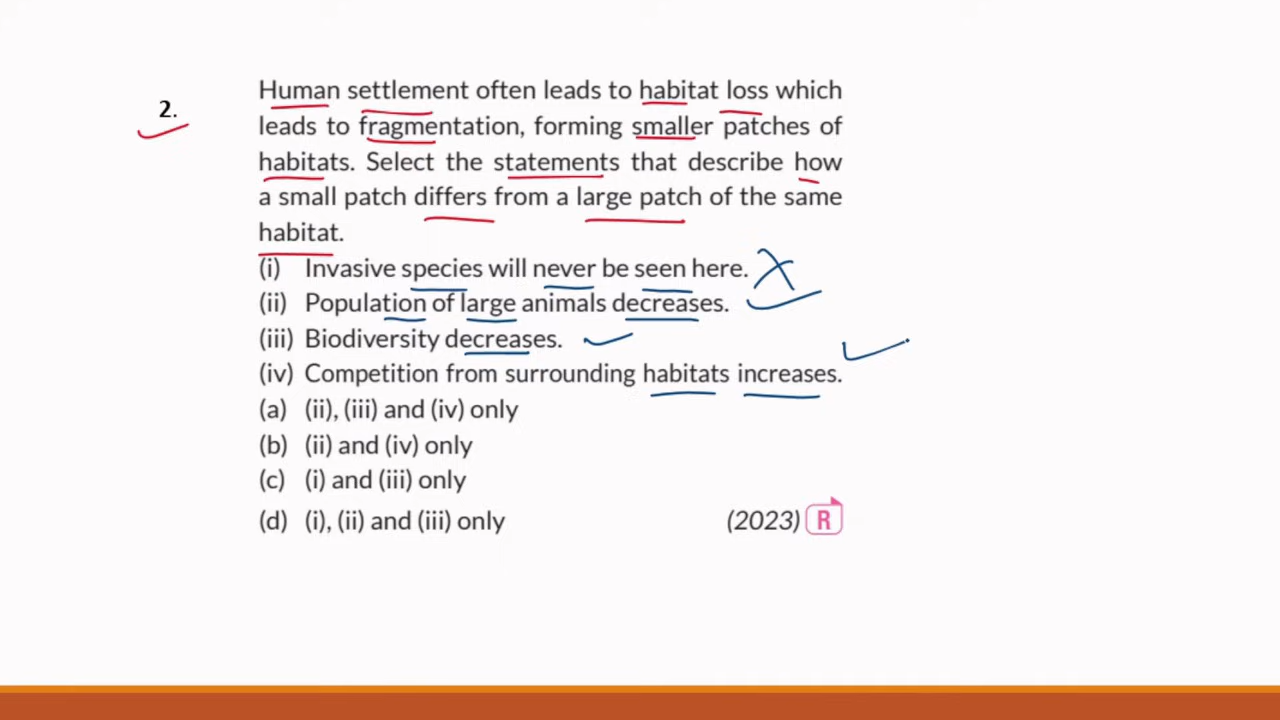 2.
Human settlement often leads to habitat loss which
leads to fragmentation, forming smaller patches of
habitats. Select the statements that describe how
a small patch differs from a large patch of the same
habitat.
(i) Invasive species will never be seen here.
(ii) Population of large animals decreases.
(iii) Biodiversity decreases.
(iv) Competition from surrounding habitats increases.
(a) (ii), (iii) and (iv) only
(b) (ii) and (iv) only
(c) (i) and (iii) only
(d) (i), (ii) and (iii) only (2023) R